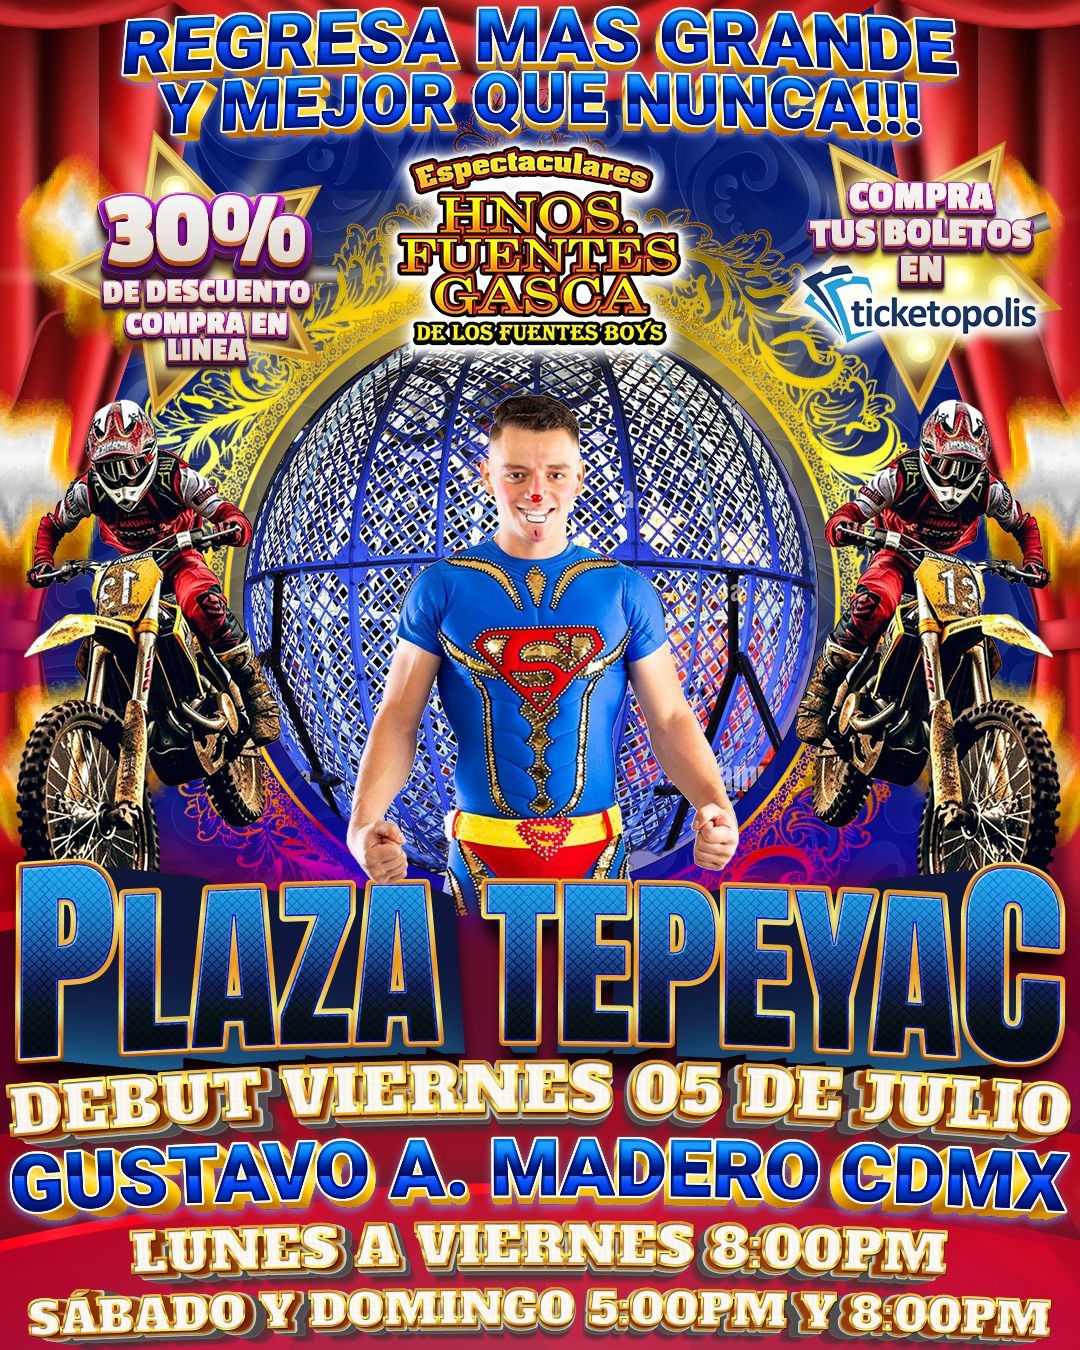 REGRESA MAS GRANDE
Y MEJOR QUE NUNCA!!!
Espectaculares
HNOS.
FUENTES
GASCA
DE LOS FUENTES BOY'S
30%
DE DESCUENTO
COMPRA EN
LINEA
COMPRA
TUS BOLETOS
EN
ticketopolis
PLAZA TEPEYAC
DEBUT VIERNES 05 DE JULIO
GUSTAVO A. MADERO CDMX
LUNES A VIERNES 8:00PM
SÁBADO Y DOMINGO 5:00PM Y 8:00PM